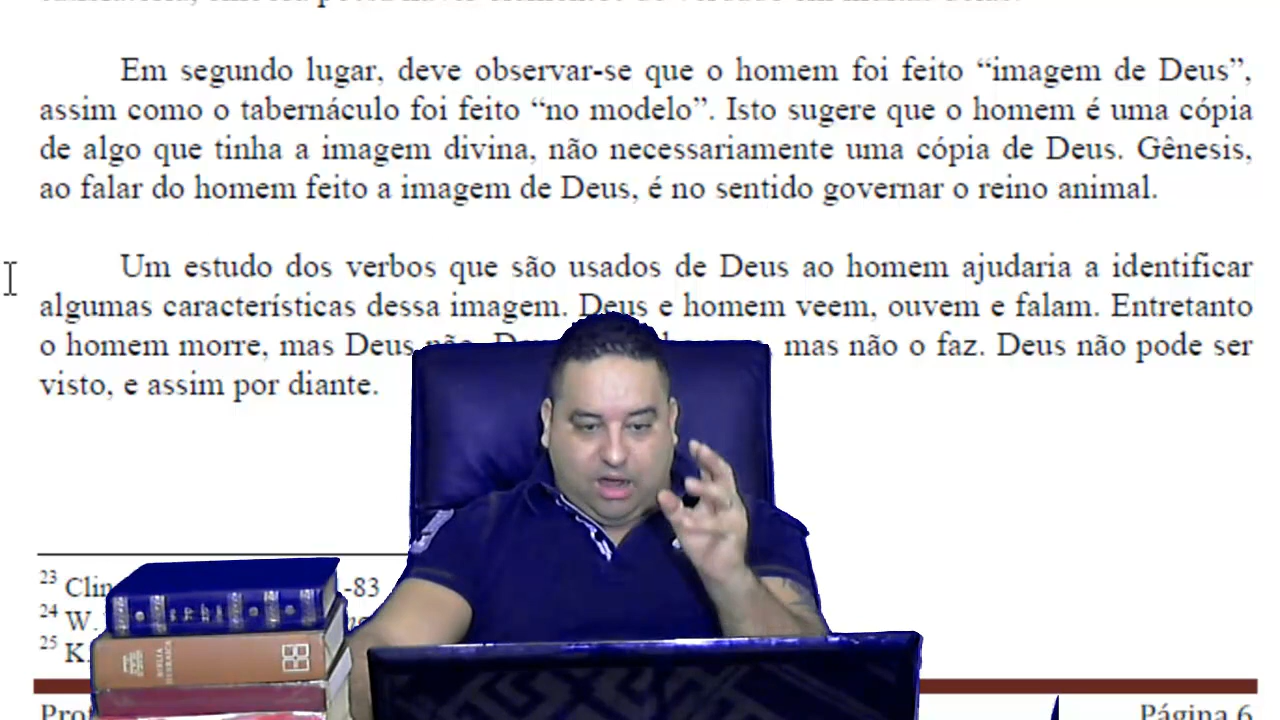 Em segundo lugar, deve observar-se que o homem foi feito “imagem de Deus”,
assim como o tabernáculo foi feito “no modelo”. Isto sugere que o homem é uma cópia
de algo que tinha a imagem divina, não necessariamente uma cópia de Deus. Gênesis,
ao falar do homem feito a imagem de Deus, é no sentido governar o reino animal.
Um estudo dos verbos que são usados de Deus ao homem ajudaria a identificar
algumas características dessa imagem. Deus e homem veem, ouvem e falam. Entretanto
o homem morre, mas Deus não. mas não o faz. Deus não pode ser
visto, e assim por diante.
23 -83
24 W.
25 K.
BIBLIA HEBRAICA
Página 6